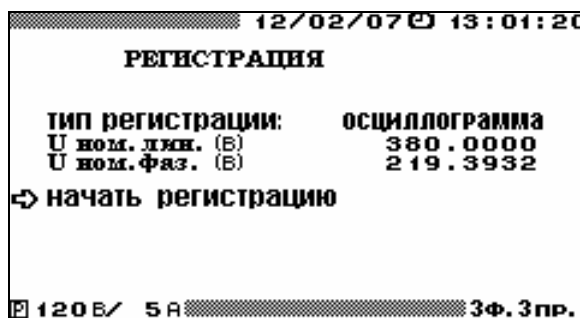 12/02/07 13:01:20
РЕГИСТРАЦИЯ
тип регистрации: осциллограмма
U ном. лин. (В) 380.0000
U ном. фаз. (В) 219.3932
начать регистрацию
P 120В/ 5А 3ф.3пр.